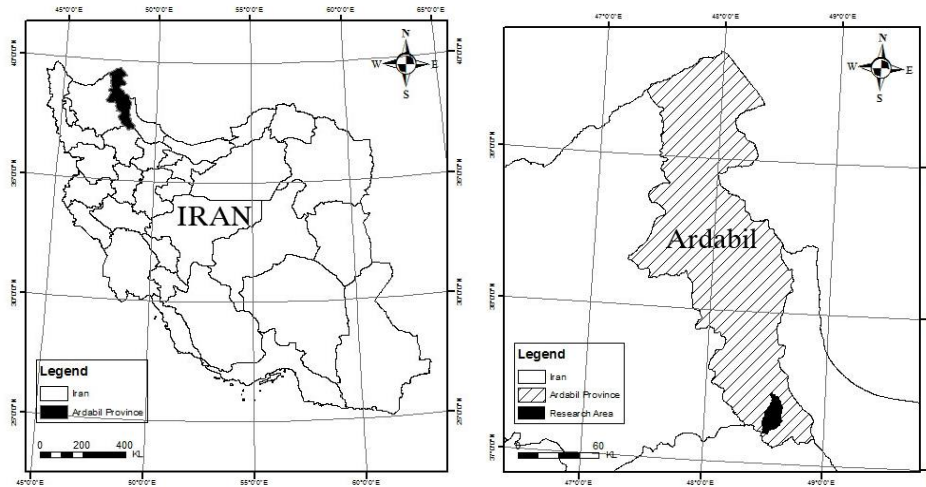 45°0'0"E 50°0'0"E 55°0'0"E 60°0'0"E 65°0'0"E
N
W E
S
IRAN
Legend
Iran
Ardabil Province
0 200 400
KL
45°0'0"E 50°0'0"E 55°0'0"E 60°0'0"E
47°0'0"E 48°0'0"E 49°0'0"E
N
W E
S
Ardabil
Legend
Iran
Ardabil Province
Research Area
0 60
KL
47°0'0"E 48°0'0"E 49°0'0"E